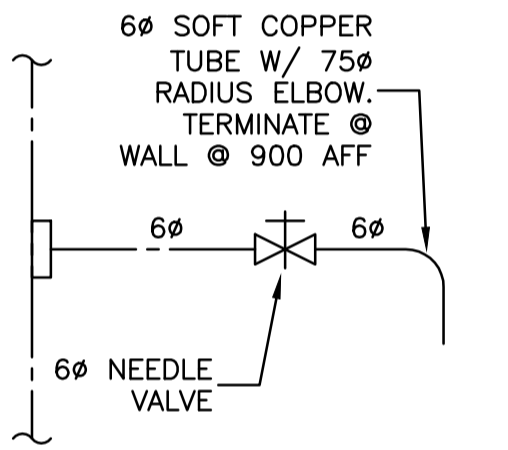 6ø SOFT COPPER
TUBE W/ 75ø
RADIUS ELBOW.
TERMINATE @
WALL @ 900 AFF
6ø
6ø
6ø NEEDLE
VALVE